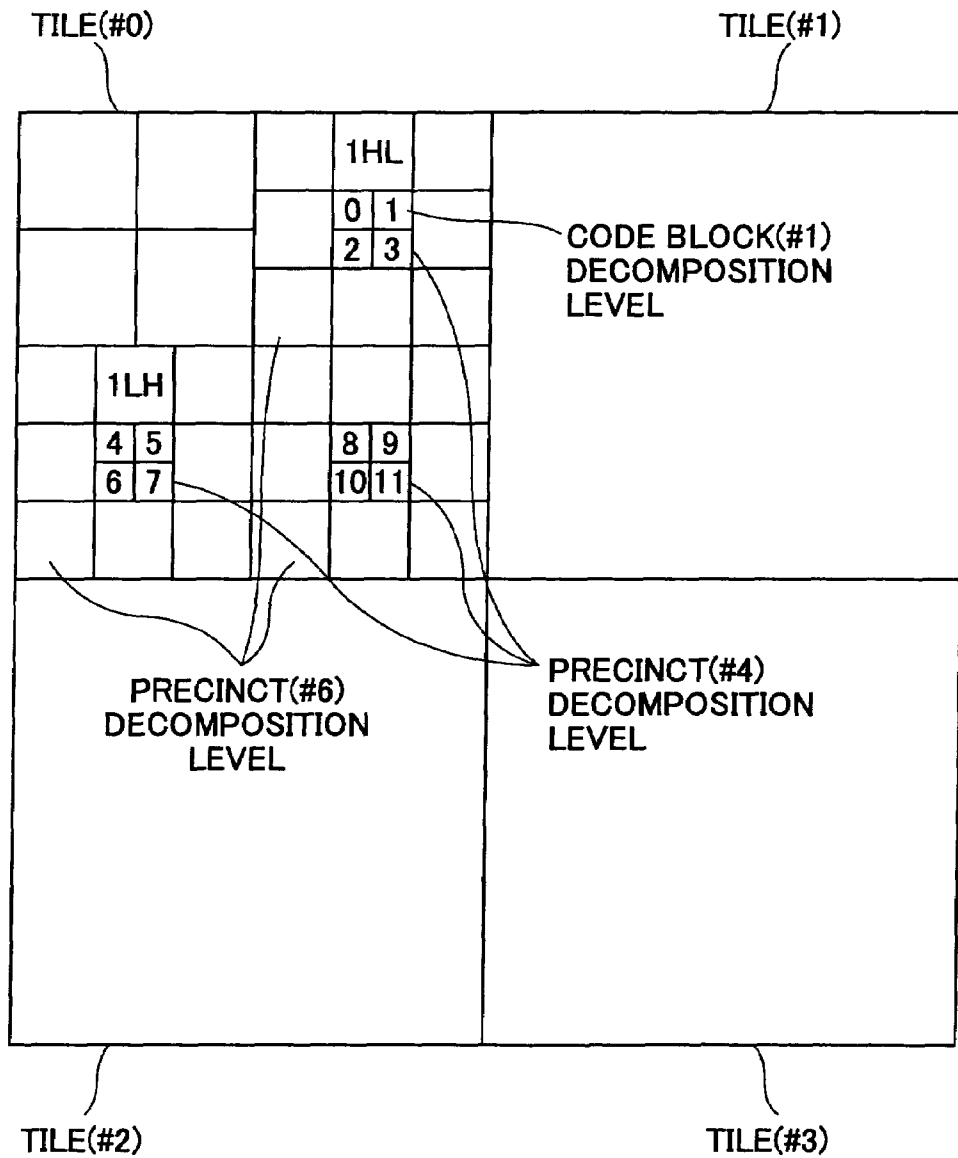 TILE(#0)
TILE(#1)
1HL
0 1
2 3
CODE BLOCK(#1)
DECOMPOSITION
LEVEL
1LH
4 5
6 7
8 9
10 11
PRECINCT(#6)
DECOMPOSITION
LEVEL
PRECINCT(#4)
DECOMPOSITION
LEVEL
TILE(#2)
TILE(#3)